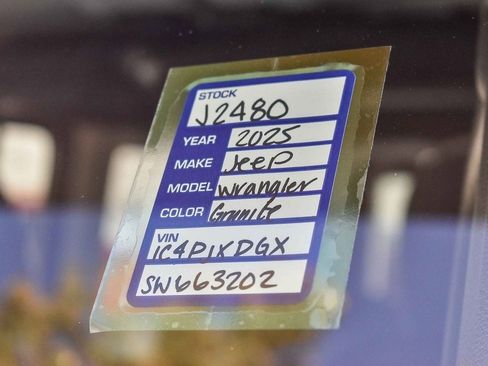 STOCK
J2480
YEAR 2025
MAKE Jeep
MODEL Wrangler
COLOR Granite
VIN
1C4PJXDGX
SW663202